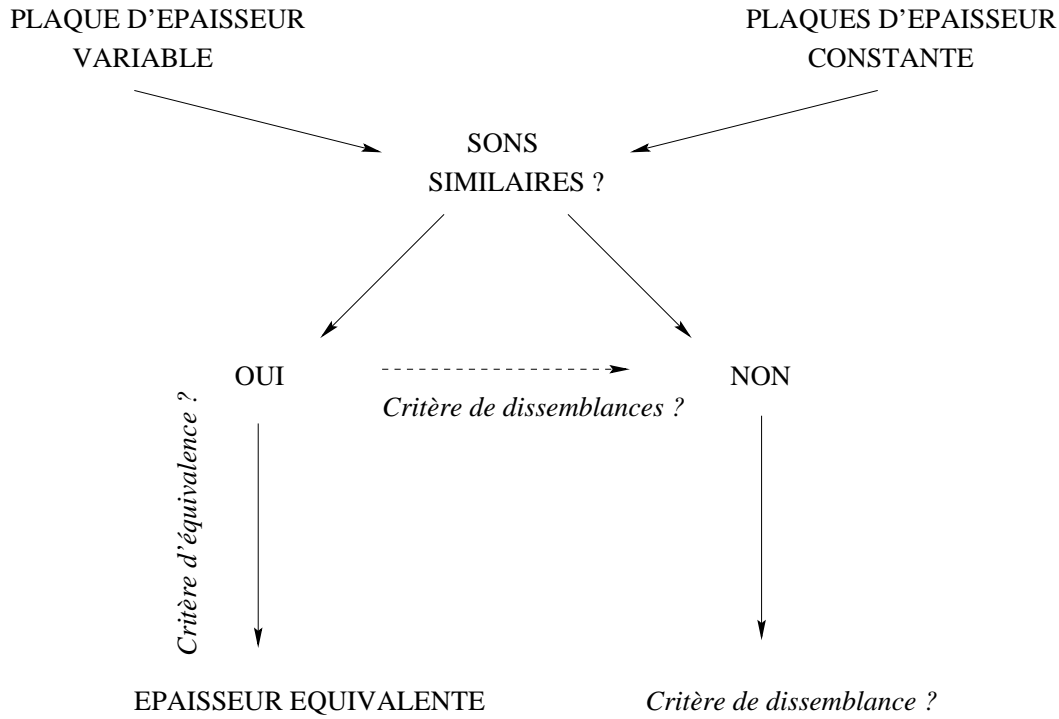 PLAQUE D'EPAISSEUR
VARIABLE
PLAQUES D'EPAISEUR
CONSTANTE
SONS
SIMILAIRES ?
OUI
NON
Critère de dissemblances ?
Critère d'équivalence ?
EPAISSEUR EQUIVALENTE
Critère de dissemblance ?